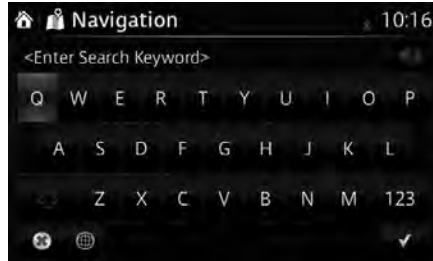 Navigation 10:16
<Enter Search Keyword>
Q W E R T Y U I O P
A S D F G H J K L
Z X C V B N M 123